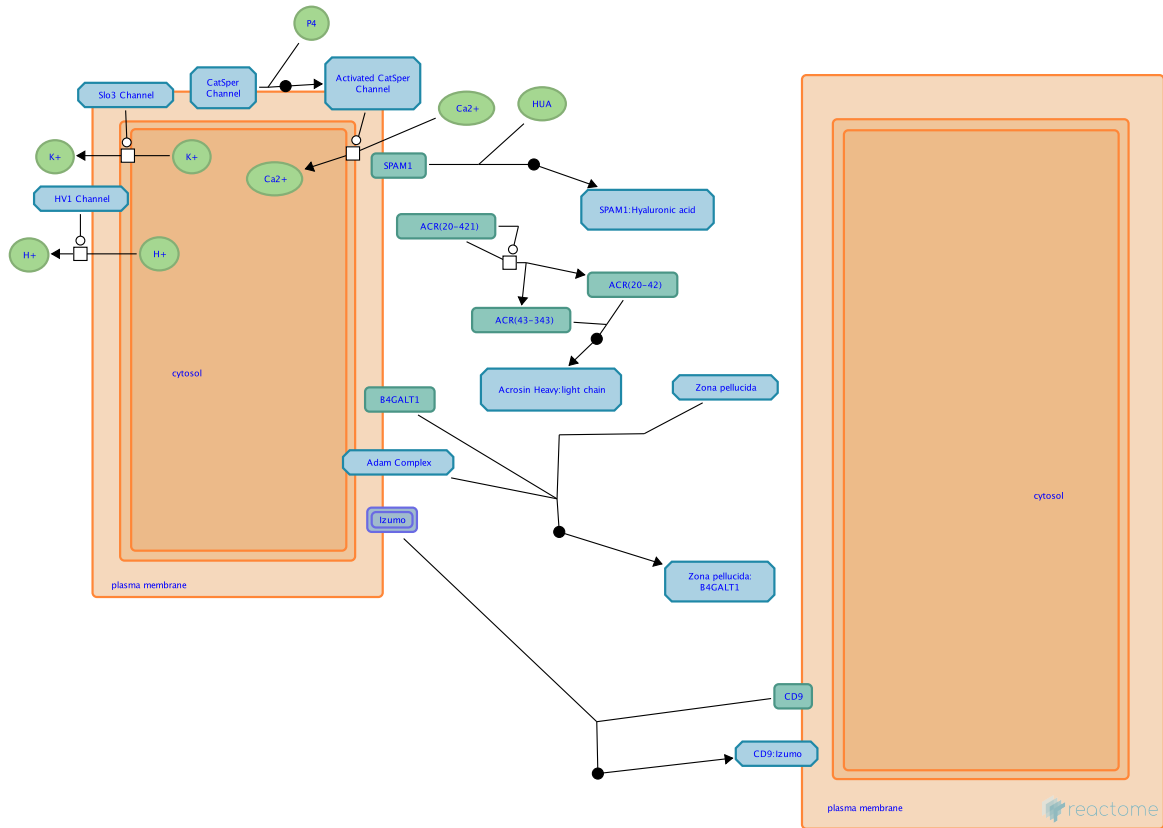 P4
CatSper
Channel
Activated CatSper
Channel
Slo3 Channel
Ca2+
HUA
K+
K+
Ca2+
SPAM1
HV1 Channel
SPAM1:Hyaluronic acid
ACR(20-421)
H+
H+
ACR(20-42)
ACR(43-343)
cytosol
Acrosin Heavy:light chain
Zona pellucida
B4GALT1
Adam Complex
cytosol
Izumo
Zona pellucida:
B4GALT1
plasma membrane
CD9
CD9:Izumo
plasma membrane
reactome